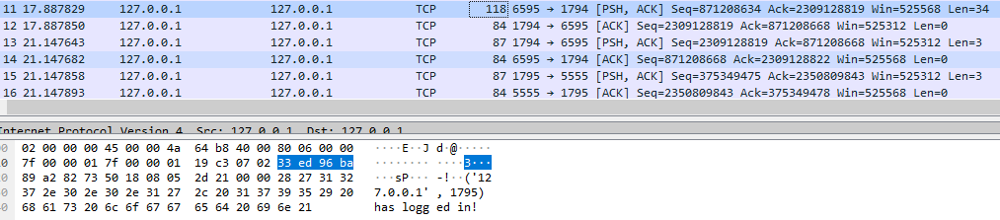 11 17.887829 127.0.0.1 127.0.0.1 TCP 118 6595 → 1794 [PSH, ACK] Seq=871208634 Ack=2309128819 Win=525568 Len=34
12 17.887850 127.0.0.1 127.0.0.1 TCP 84 1794 → 6595 [ACK] Seq=2309128819 Ack=871208668 Win=525312 Len=0
13 21.147643 127.0.0.1 127.0.0.1 TCP 87 1794 → 6595 [PSH, ACK] Seq=2309128819 Ack=871208668 Win=525312 Len=3
14 21.147682 127.0.0.1 127.0.0.1 TCP 84 6595 → 1794 [ACK] Seq=871208668 Ack=2309128822 Win=525568 Len=0
15 21.147858 127.0.0.1 127.0.0.1 TCP 87 1795 → 5555 [PSH, ACK] Seq=375349475 Ack=2350809843 Win=525312 Len=3
16 21.147893 127.0.0.1 127.0.0.1 TCP 84 5555 → 1795 [ACK] Seq=2350809843 Ack=375349478 Win=525568 Len=0
Internet Protocol Version 4, Src: 127.0.0.1, Dst: 127.0.0.1
02 00 00 00 45 00 00 4a 64 b8 40 00 80 06 00 00 ····E··J d·@·····
7f 00 00 01 7f 00 00 01 19 c3 07 02 33 ed 96 ba ········ ····3···
89 a2 82 73 50 18 08 05 2d 21 00 00 28 27 31 32 ···sP··· -!··('12
37 2e 30 2e 30 2e 31 27 2c 20 31 37 39 35 29 20 7.0.0.1' , 1795)
68 61 73 20 6c 6f 67 67 65 64 20 69 6e 21 has logg ed in!